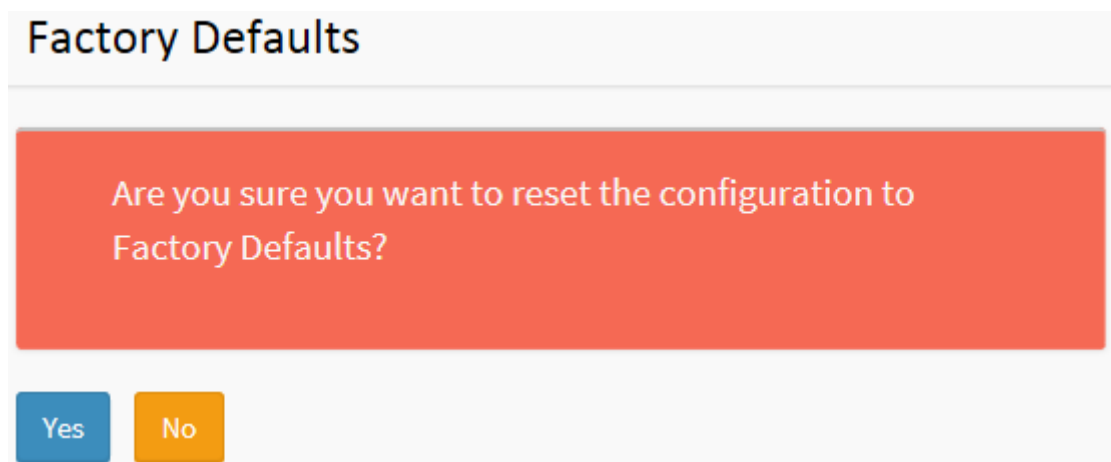 Factory Defaults
Are you sure you want to reset the configuration to
Factory Defaults?
Yes No